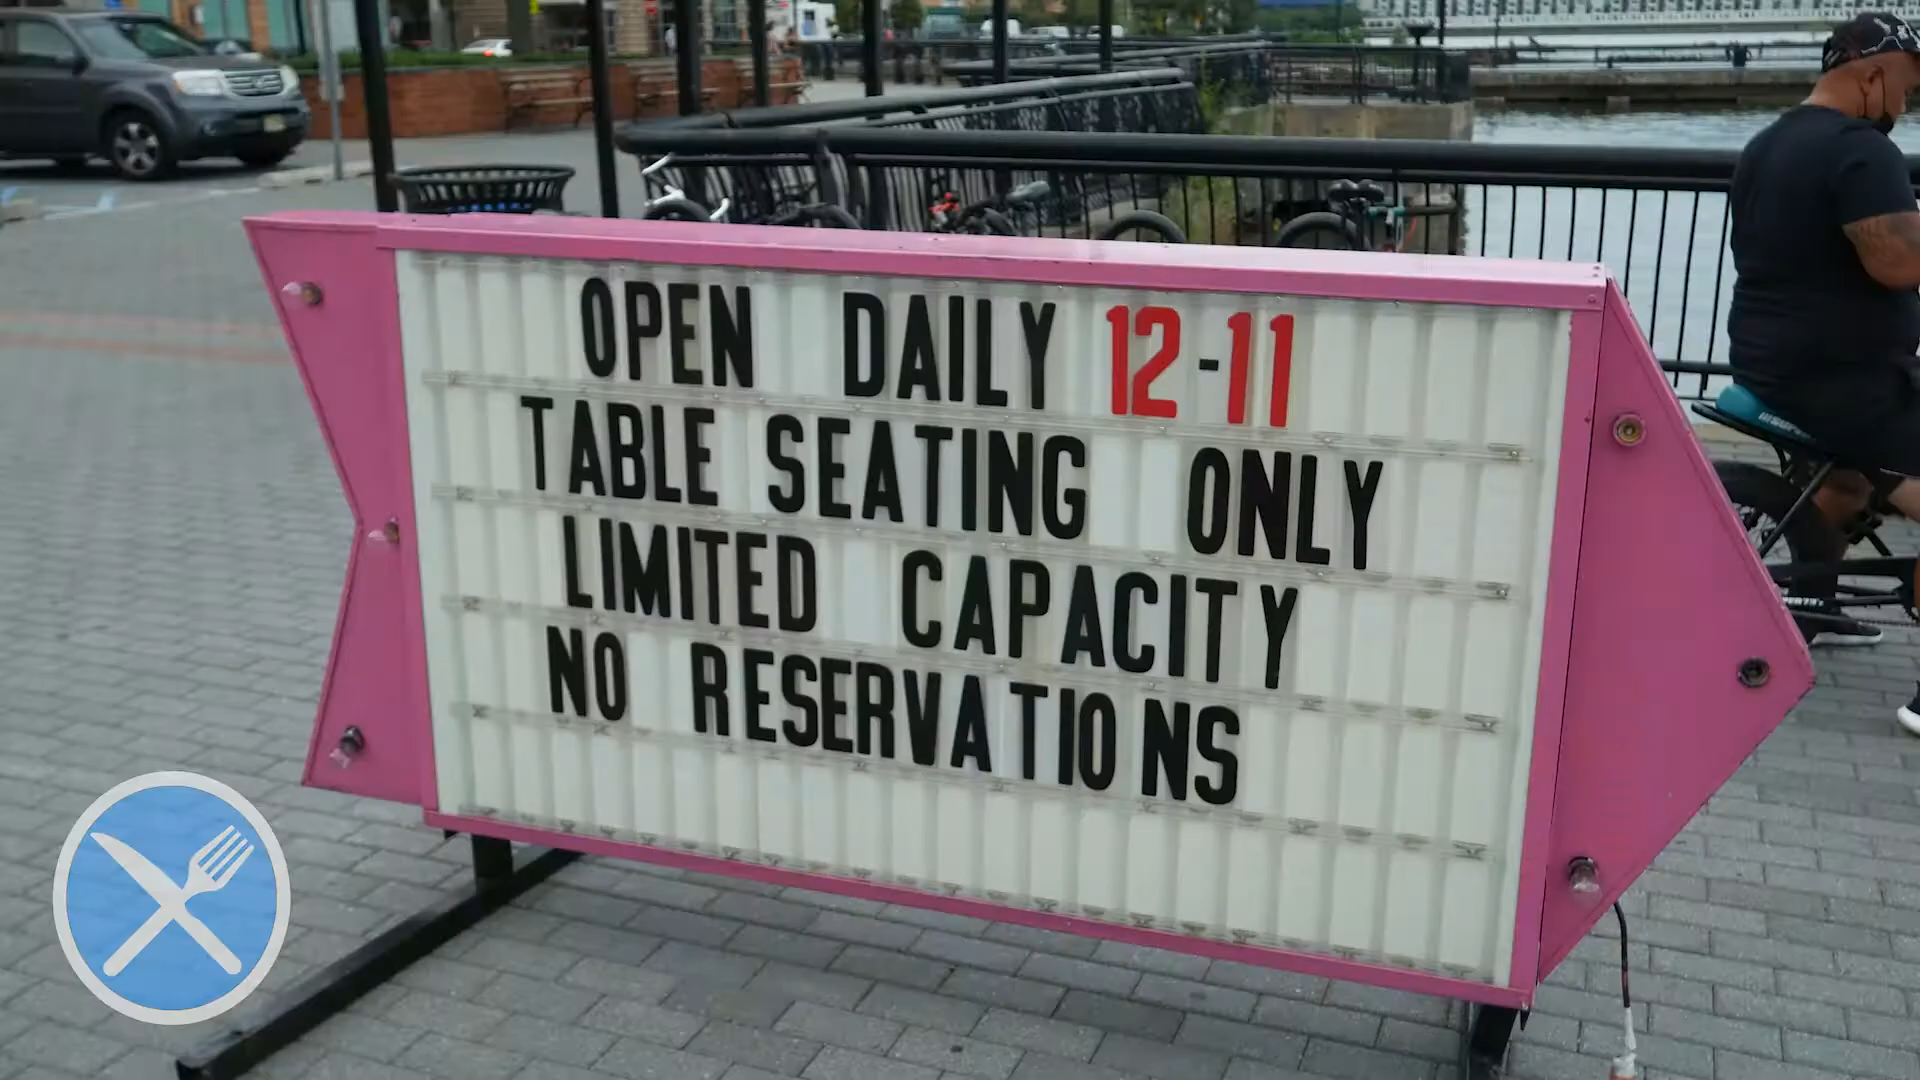 OPEN DAILY 12-11
TABLE SEATING ONLY
LIMITED CAPACITY
NO RESERVATIONS